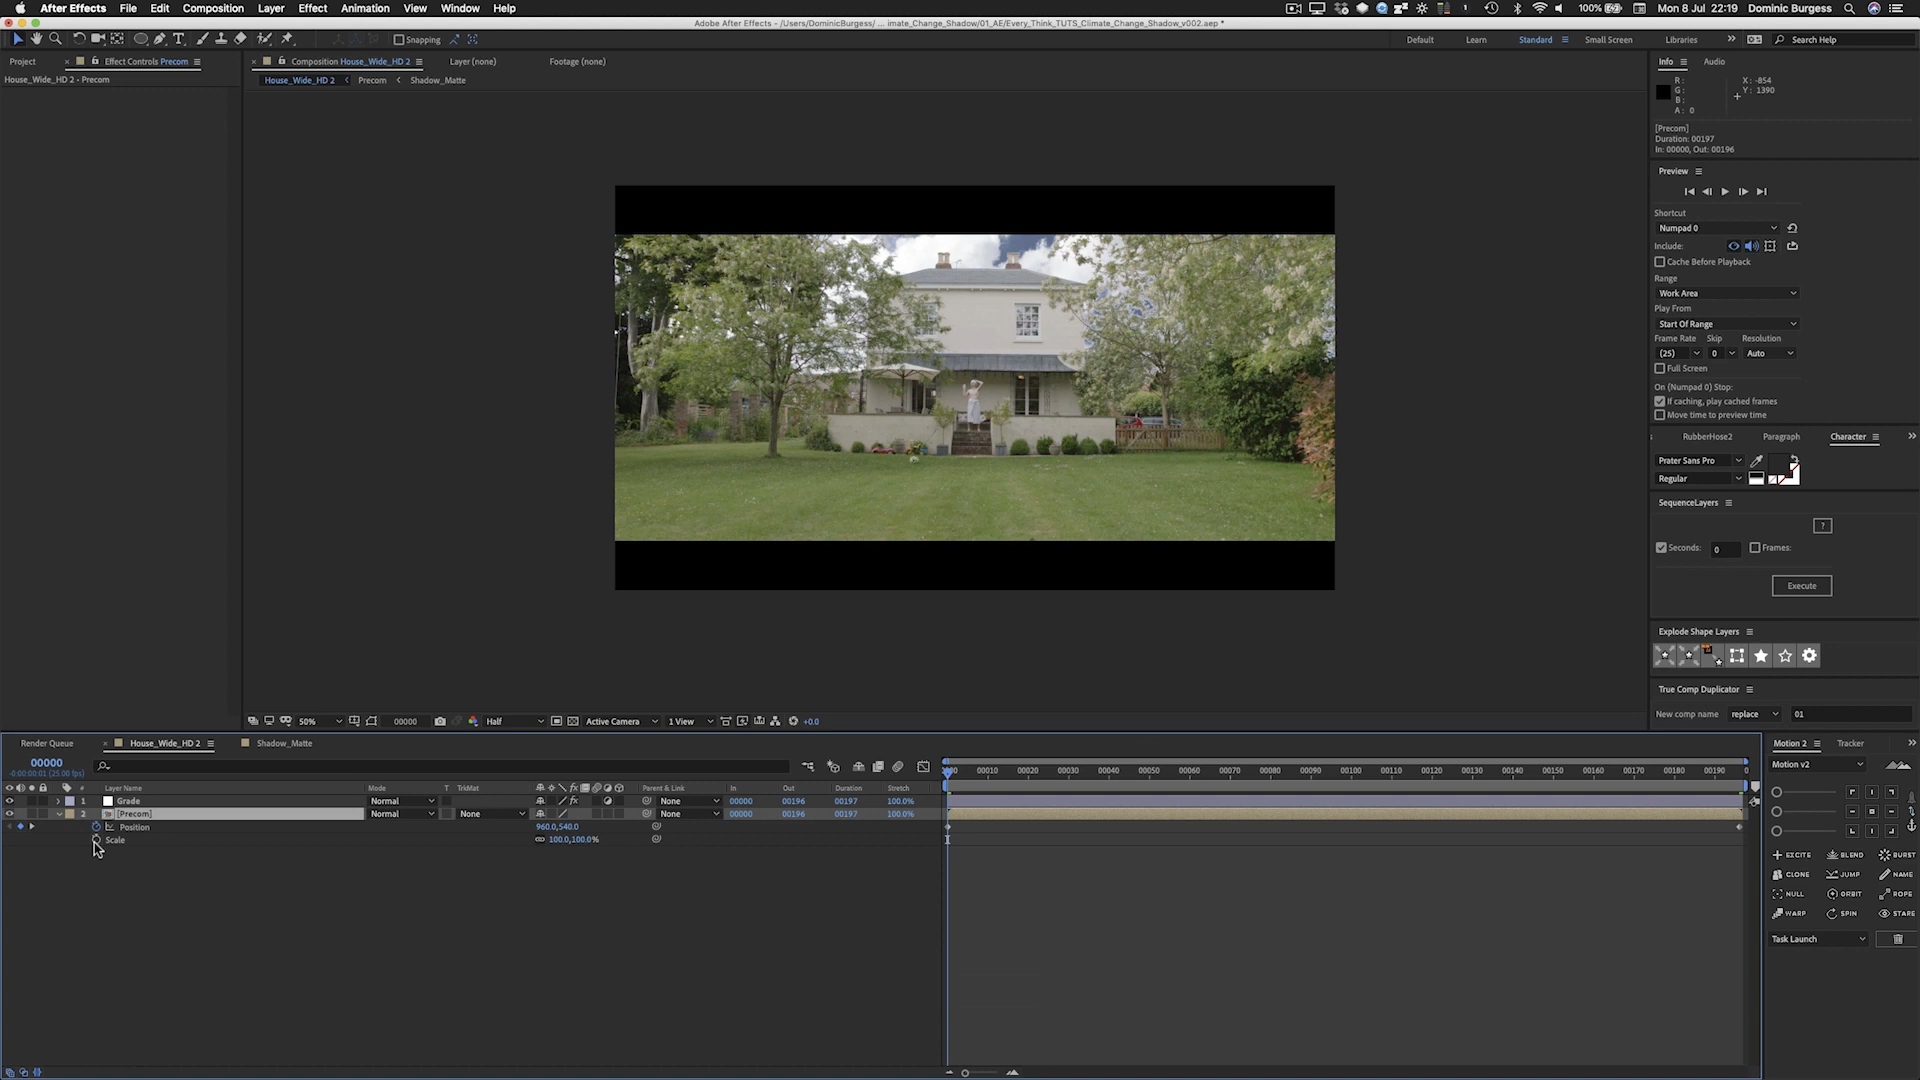 After Effects File Edit Composition Layer Effect Animation View Window Help 100% Mon 8 Jul 22:19 Dominic Burgess
Adobe After Effects - /Users/DominicBurgess/ ... imate_Change_Shadow/01_AE/Every_Think_TUTS_Climate_Change_Shadow_v002.aep *
Snapping Default Learn Standard Small Screen Libraries Search Help
Project Effect Controls Precom Composition House_Wide_HD 2 Layer (none) Footage (none) Info Audio
House_Wide_HD 2 • Precom House_Wide_HD 2 Precom Shadow_Matte
R : X : -854
G : Y : 1390
B :
A : 0
[Precom]
Duration: 00197
In: 00000, Out: 00196
Preview
Shortcut
Numpad 0
Include:
Cache Before Playback
Range
Work Area
Play From
Start Of Range
Frame Rate Skip Resolution
(25) 0 Auto
Full Screen
On (Numpad 0) Stop:
If caching, play cached frames
Move time to preview time
RubberHose2 Paragraph Character
Prater Sans Pro
Regular
SequenceLayers
?
Seconds: 0 Frames:
Execute
Explode Shape Layers
True Comp Duplicator
New comp name replace 01
50% 00000 Half Active Camera 1 View +0.0
Render Queue House_Wide_HD 2 Shadow_Matte
00000
-0:00:00:01 (25.00 fps)
00010 00020 00030 00040 00050 00060 00070 00080 00090 00100 00110 00120 00130 00140 00150 00160 00170 00180 00190
# Layer Name Mode T TrkMat Parent & Link In Out Duration Stretch
1 Grade Normal None 00000 00196 00197 100.0%
2 [Precom] Normal None None 00000 00196 00197 100.0%
Position 960.0,540.0
Scale 100.0,100.0%
Motion 2 Tracker
Motion v2
EXCITE BLEND BURST
CLONE JUMP NAME
NULL ORBIT ROPE
WARP SPIN STARE
Task Launch